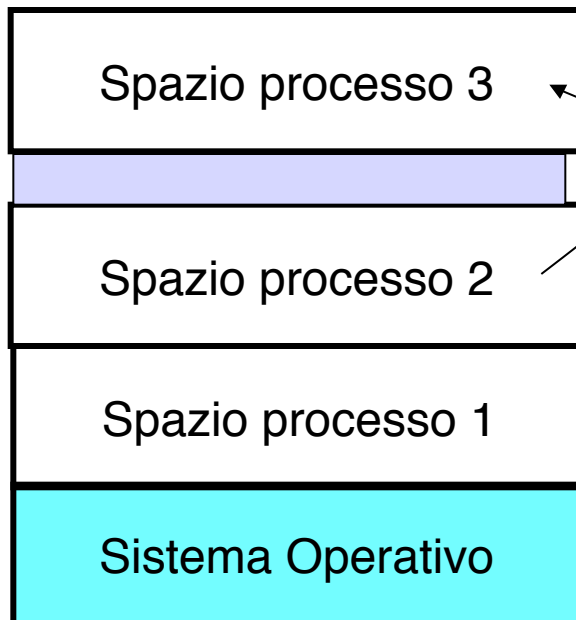 Spazio processo 3
Spazio processo 2
Spazio processo 1
Sistema Operativo